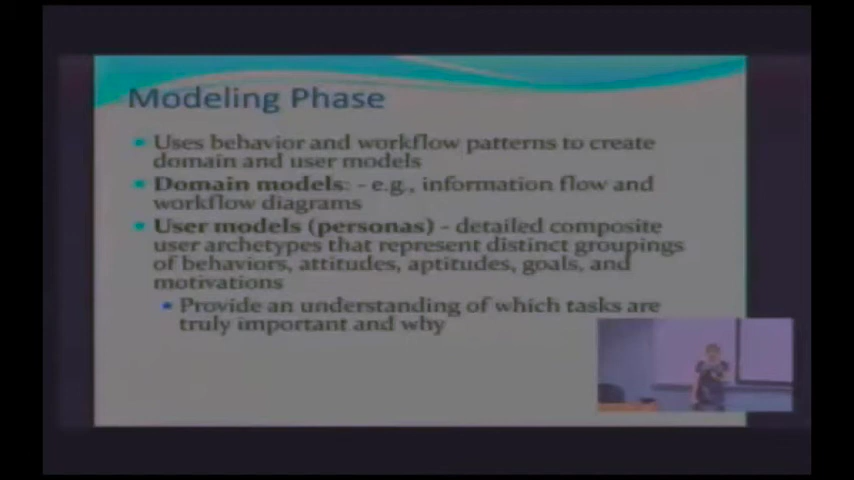 Modeling Phase
Uses behavior and workflow patterns to create
domain and user models
Domain models: - e.g., information flow and
workflow diagrams
User models (personas) - detailed composite
user archetypes that represent distinct groupings
of behaviors, attitudes, aptitudes, goals, and
motivations
Provide an understanding of which tasks are
truly important and why